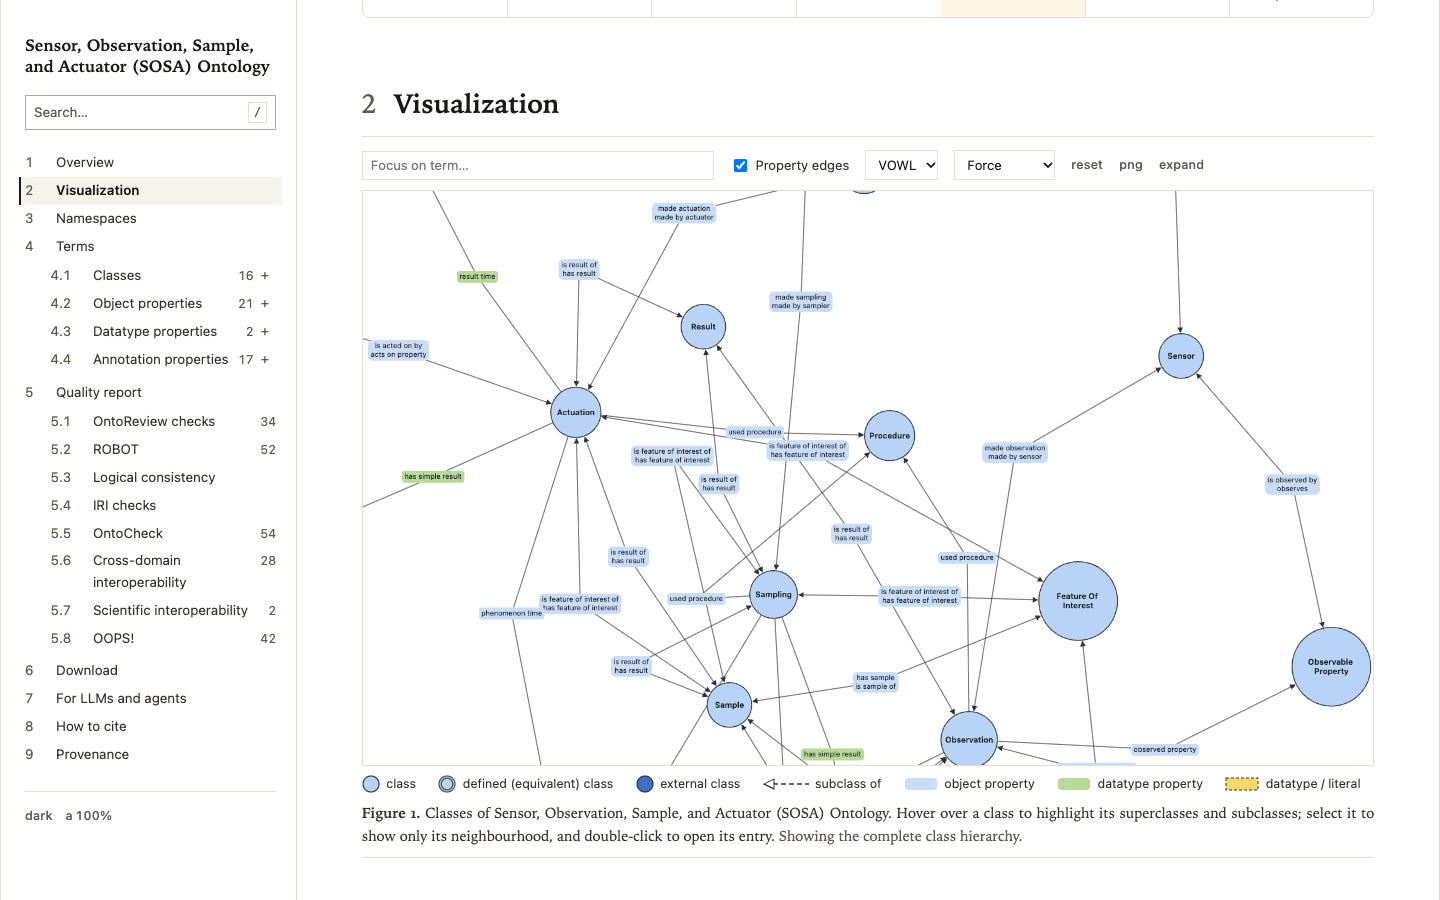 Sensor, Observation, Sample,
and Actuator (SOSA) Ontology
Search...
/
1 Overview
2 Visualization
3 Namespaces
4 Terms
4.1 Classes 16 +
4.2 Object properties 21 +
4.3 Datatype properties 2 +
4.4 Annotation properties 17 +
5 Quality report
5.1 OntoReview checks 34
5.2 ROBOT 52
5.3 Logical consistency
5.4 IRI checks
5.5 OntoCheck 54
5.6 Cross-domain 28
interoperability
5.7 Scientific interoperability 2
5.8 OOPS! 42
6 Download
7 For LLMs and agents
8 How to cite
9 Provenance
dark a 100%
2 Visualization
Focus on term...
Property edges
VOWL
Force
reset
png
expand
made actuation
made by actuator
result time
is result of
has result
made sampling
made by sampler
Result
is acted on by
acts on property
Sensor
Actuation
used procedure
Procedure
is feature of interest of
has feature of interest
is feature of interest of
has feature of interest
made observation
made by sensor
has simple result
is result of
has result
is observed by
observes
is result of
has result
is result of
has result
used procedure
Sampling
used procedure
is feature of interest of
has feature of interest
Feature Of
Interest
phenomenon time
is feature of interest of
has feature of interest
is result of
has result
has sample
is sample of
Observable
Property
Sample
Observation
observed property
has simple result
class
defined (equivalent) class
external class
subclass of
object property
datatype property
datatype / literal
Figure 1. Classes of Sensor, Observation, Sample, and Actuator (SOSA) Ontology. Hover over a class to highlight its superclasses and subclasses; select it to
show only its neighbourhood, and double-click to open its entry. Showing the complete class hierarchy.